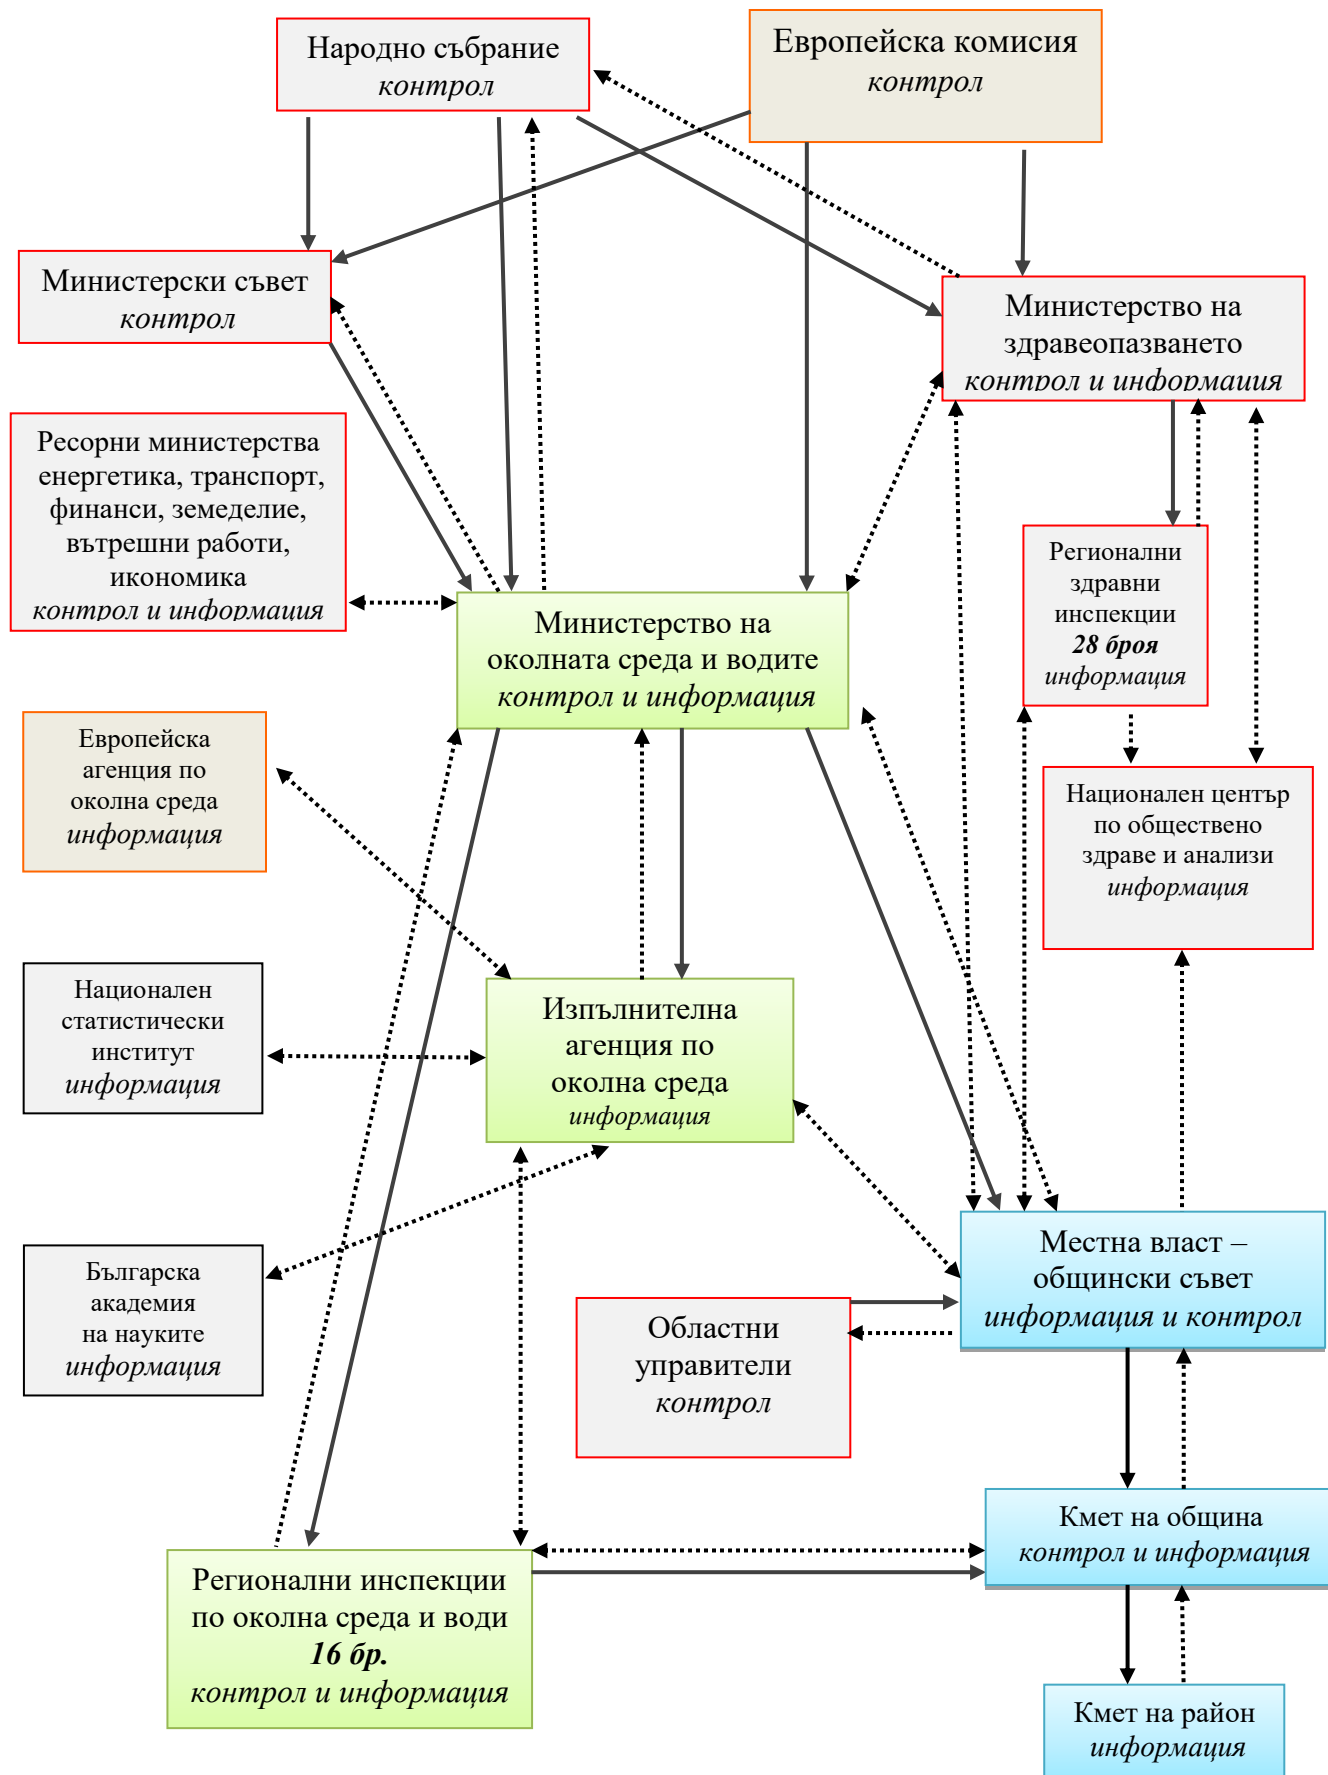 Народно събрание
контрол
Европейска комисия
контрол
Министерски съвет
контрол
Министерство на
здравеопазването
контрол и информация
Ресорни министерства
енергетика, транспорт,
финанси, земеделие,
вътрешни работи,
икономика
контрол и информация
Регионални
здравни
инспекции
28 броя
информация
Министерство на
околната среда и водите
контрол и информация
Европейска
агенция по
околна среда
информация
Национален център
по обществено
здраве и анализи
информация
Национален
статистически
институт
информация
Изпълнителна
агенция по
околна среда
информация
Българска
академия
на науките
информация
Местна власт –
общински съвет
информация и контрол
Областни
управители
контрол
Кмет на община
контрол и информация
Регионални инспекции
по околна среда и води
16 бр.
контрол и информация
Кмет на район
информация